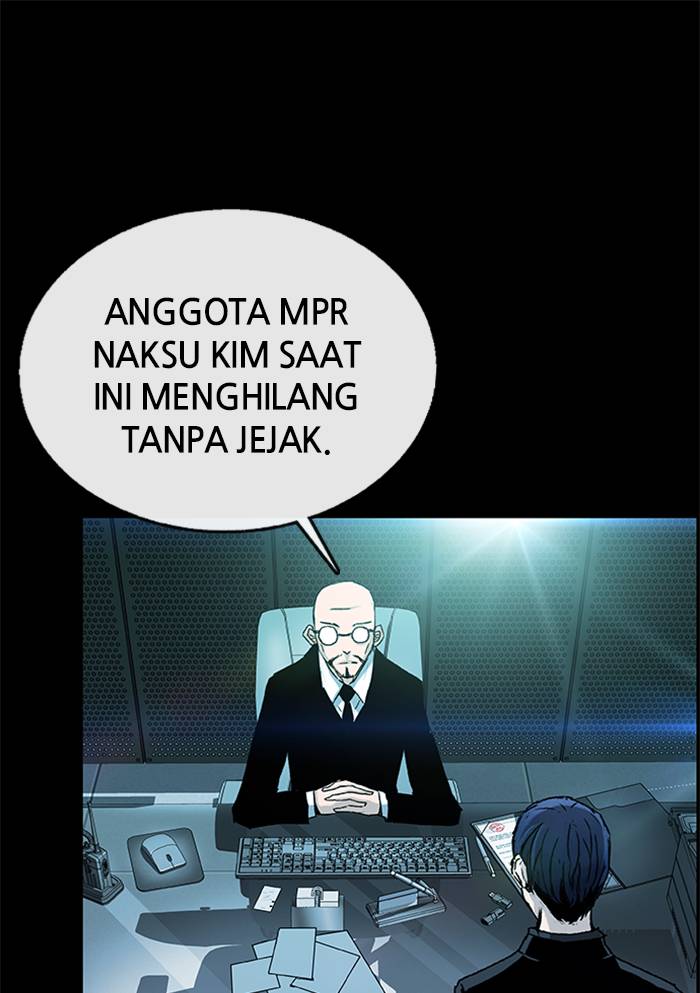 ANGGOTA MPR
NAKSU KIM SAAT
INI MENGHILANG
TANPA JEJAK.